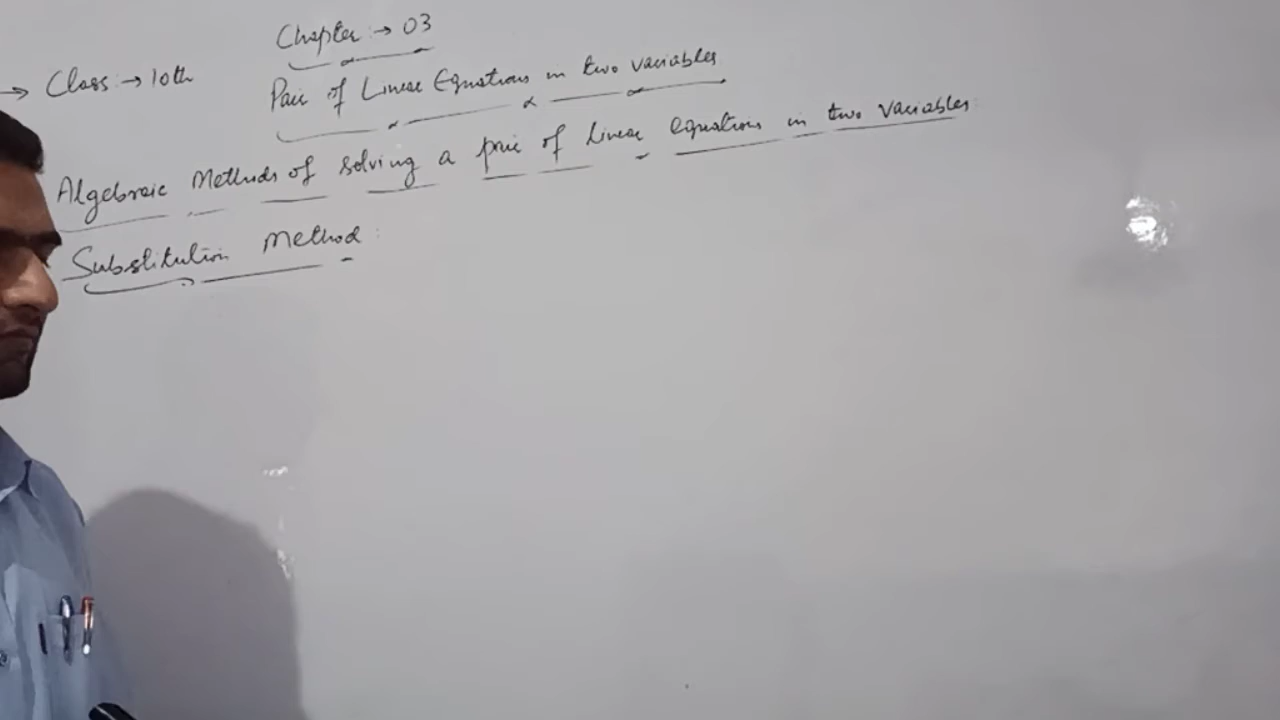 Chapter :→ 03
→ Class :→ 10th
Pair of Linear Equations in two variables
Algebraic Methods of solving a pair of Linear equations in two variables
Substitution Method :